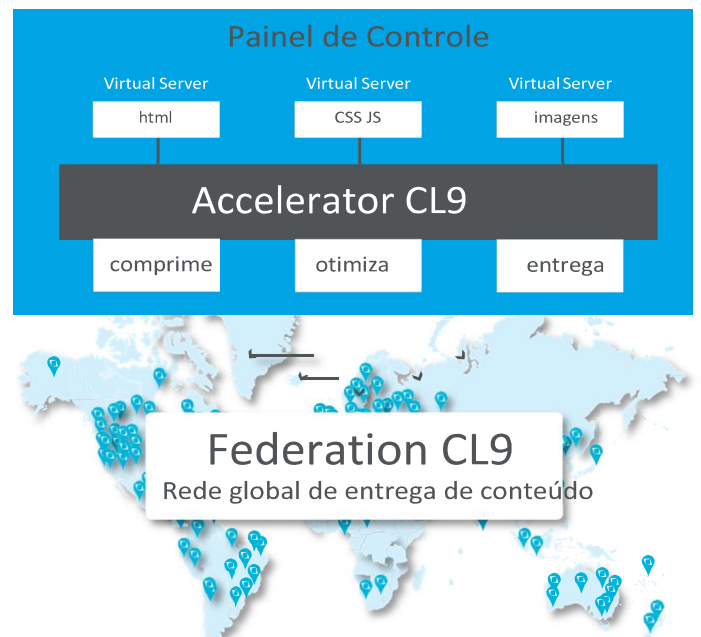 Painel de Controle
Virtual Server Virtual Server Virtual Server
html CSS JS imagens
Accelerator CL9
comprime otimiza entrega
Federation CL9
Rede global de entrega de conteúdo